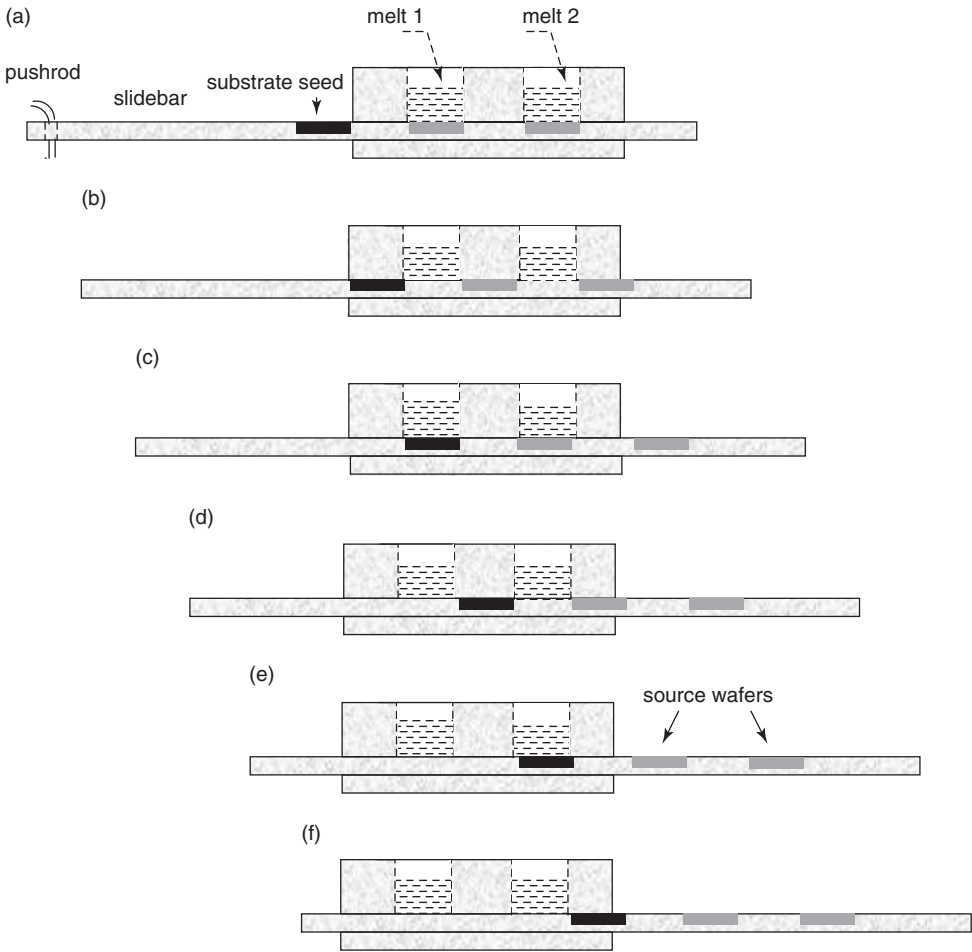 (a)
melt 1
melt 2
pushrod
slidebar
substrate seed
(b)
(c)
(d)
(e)
source wafers
(f)